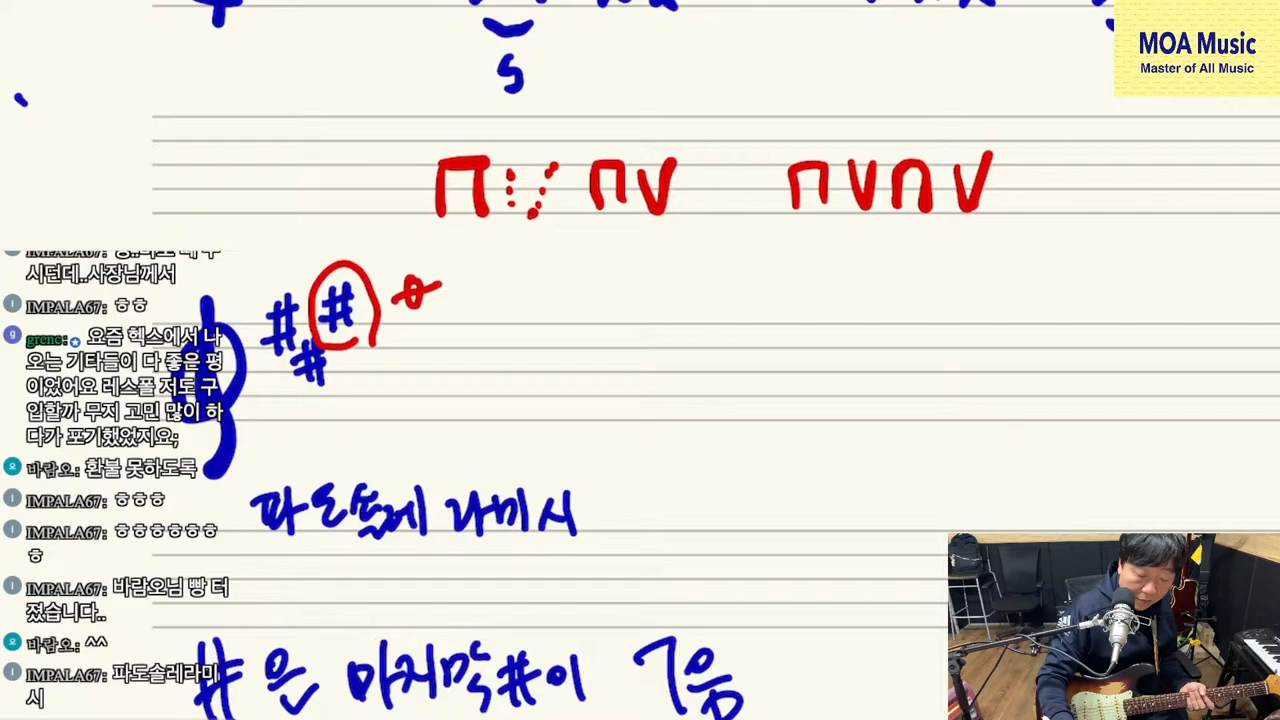 MOA Music
Master of All Music
S
시던데..사장님께서
IMPALA67: ㅎㅎ
greno: 요즘 헥스에서 나
오는 기타들이 다 좋은 평
이었어요 레스폴 저도 구
입할까 무지 고민 많이 하
다가 포기했었지요;
바람오: 환불 못하도록
IMPALA67: ㅎㅎㅎ
IMPALA67: ㅎㅎㅎㅎㅎㅎ
ㅎ
IMPALA67: 바람오님 빵 터
졌습니다..
바람오: ^^
IMPALA67: 파도솔레라미
시
# # #
파도솔레 라미시
#은 마지막#이 7음